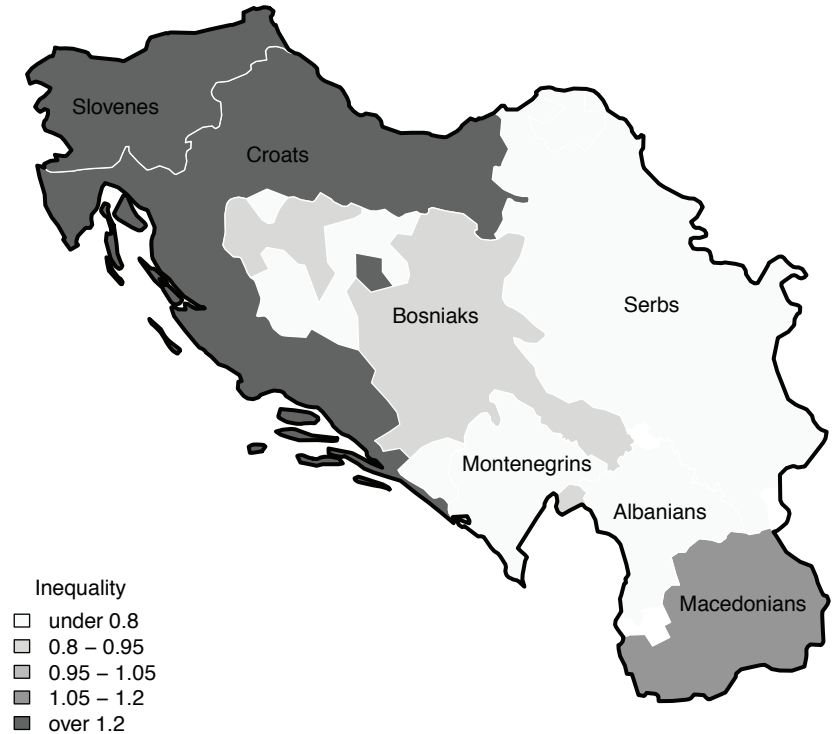 Slovenes
Croats
Serbs
Bosniaks
Montenegrins
Albanians
Macedonians
Inequality
under 0.8
0.8 – 0.95
0.95 – 1.05
1.05 – 1.2
over 1.2